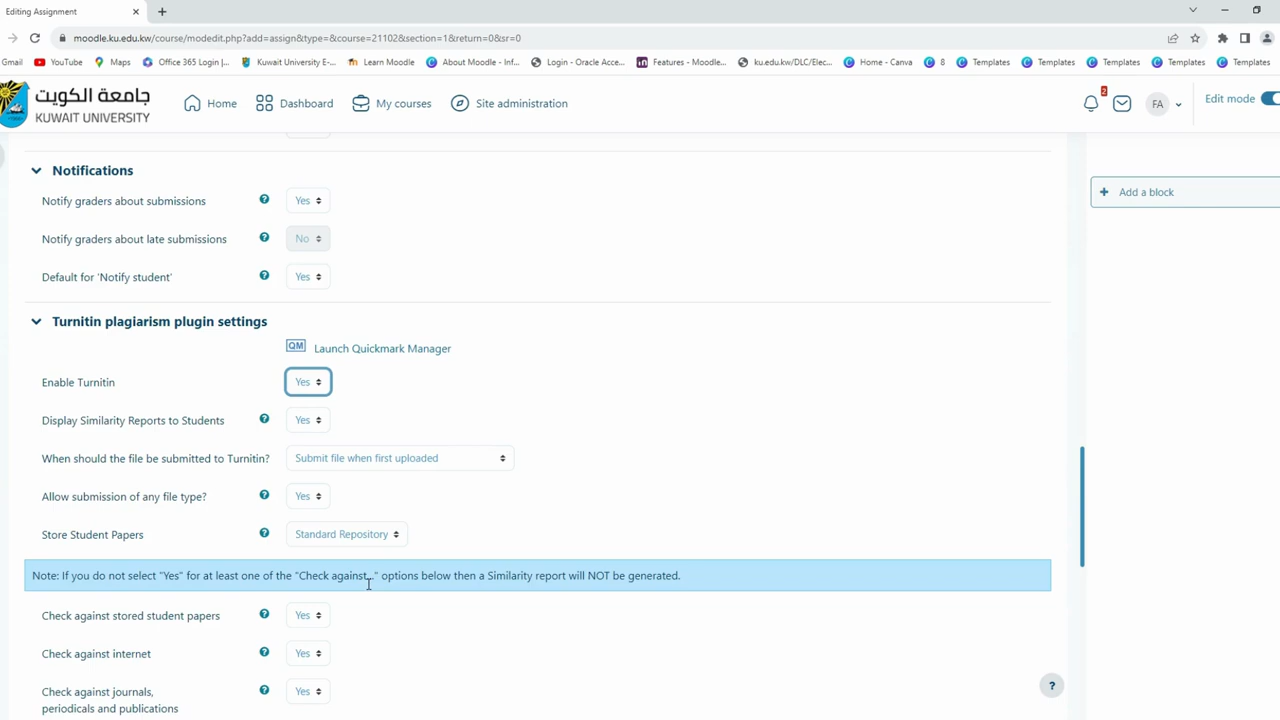 Editing Assignment
moodle.ku.edu.kw/course/modedit.php?add=assign&type=&course=21102&section=1&return=0&sr=0
Gmail YouTube Maps Office 365 Login |... Kuwait University E-... Learn Moodle About Moodle - Inf... Login - Oracle Acce... Features - Moodle... ku.edu.kw/DLC/Elec... Home - Canva 8 Templates Templates Templates Templates Templates
جامعة الكويت
KUWAIT UNIVERSITY
Home Dashboard My courses Site administration 2 FA Edit mode
Notifications
Add a block
Notify graders about submissions ? Yes
Notify graders about late submissions ? No
Default for 'Notify student' ? Yes
Turnitin plagiarism plugin settings
QM Launch Quickmark Manager
Enable Turnitin Yes
Display Similarity Reports to Students ? Yes
When should the file be submitted to Turnitin? Submit file when first uploaded
Allow submission of any file type? ? Yes
Store Student Papers ? Standard Repository
Note: If you do not select "Yes" for at least one of the "Check against..." options below then a Similarity report will NOT be generated.
Check against stored student papers ? Yes
Check against internet ? Yes
Check against journals, ? Yes
periodicals and publications
?